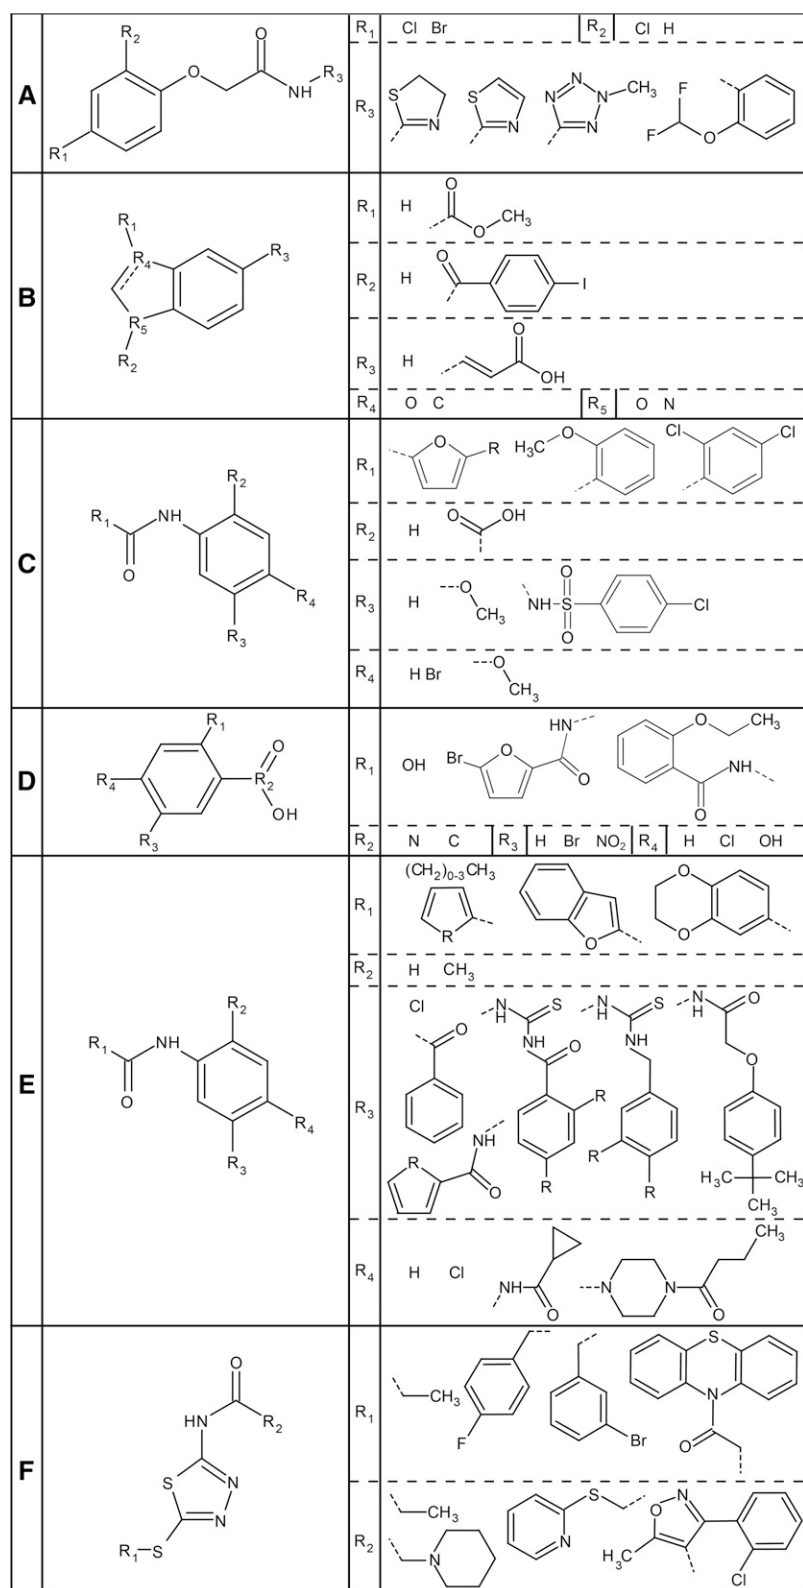 A
R2
O
O
NH
R3
R1
R1 Cl Br R2 Cl H
R3
S
N
S
N
N
N
N
N
CH3
F
F
O
B
R1
R4
R3
R5
R2
R1 H
O
O
CH3
R2 H
O
I
R3 H
O
OH
R4 O C R5 O N
C
R2
R1
NH
O
R4
R3
R1
O
R
O
H3C
Cl
Cl
R2 H
O
OH
R3 H
O
CH3
NH
S
O
O
Cl
R4 H Br
O
CH3
D
R1
O
R4
R2
OH
R3
R1 OH
HN
Br
O
O
O
CH3
NH
O
R2 N C R3 H Br NO2 R4 H Cl OH
E
R2
R1
NH
O
R4
R3
R1
(CH2)0-3CH3
R
O
O
O
R2 H CH3
R3
Cl
O
N
H
S
NH
O
R
R
N
H
S
NH
R
R
N
H
O
O
H3C
CH3
CH3
R
NH
O
R4 H Cl
NH
O
N
N
O
CH3
F
O
HN
R2
S
N
N
R1
S
R1
CH3
F
Br
S
N
O
R2
CH3
N
S
N
O
N
H3C
Cl